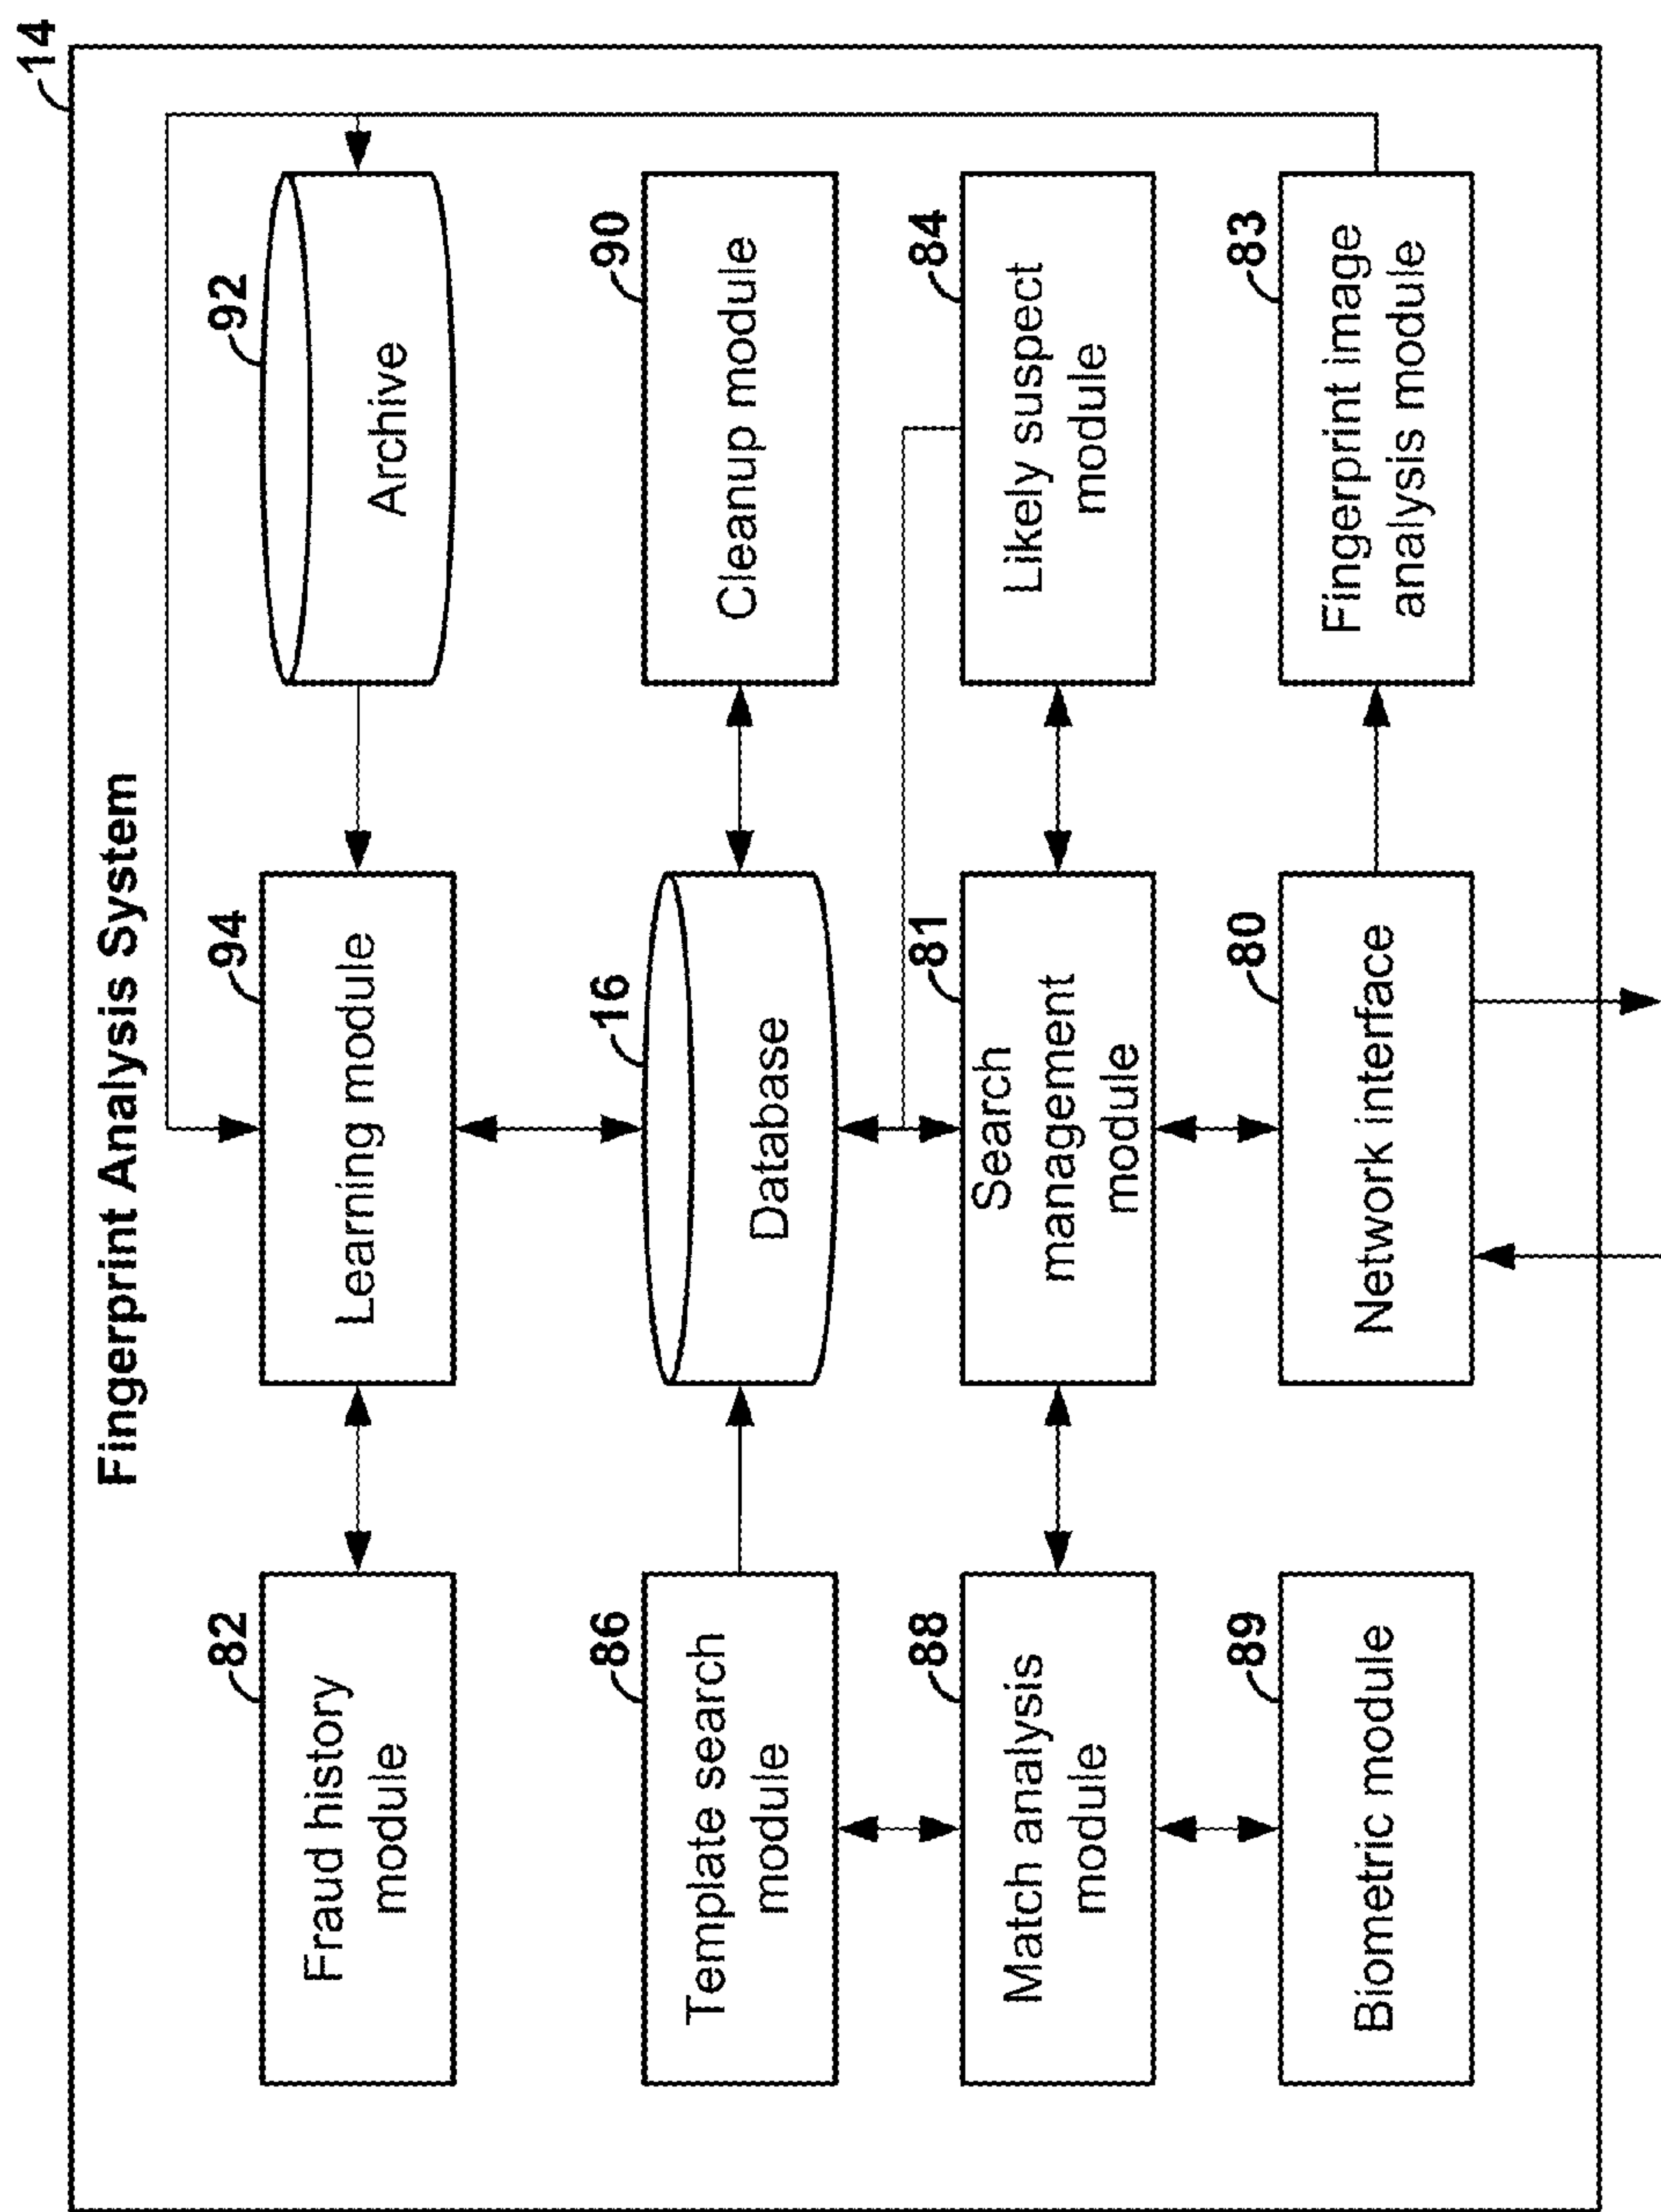 14
Fingerprint Analysis System
82
Fraud history
module
94
Learning module
92
Archive
86
Template search
module
16
Database
90
Cleanup module
88
Match analysis
module
81
Search
management
module
84
Likely suspect
module
89
Biometric module
80
Network interface
83
Fingerprint image
analysis module